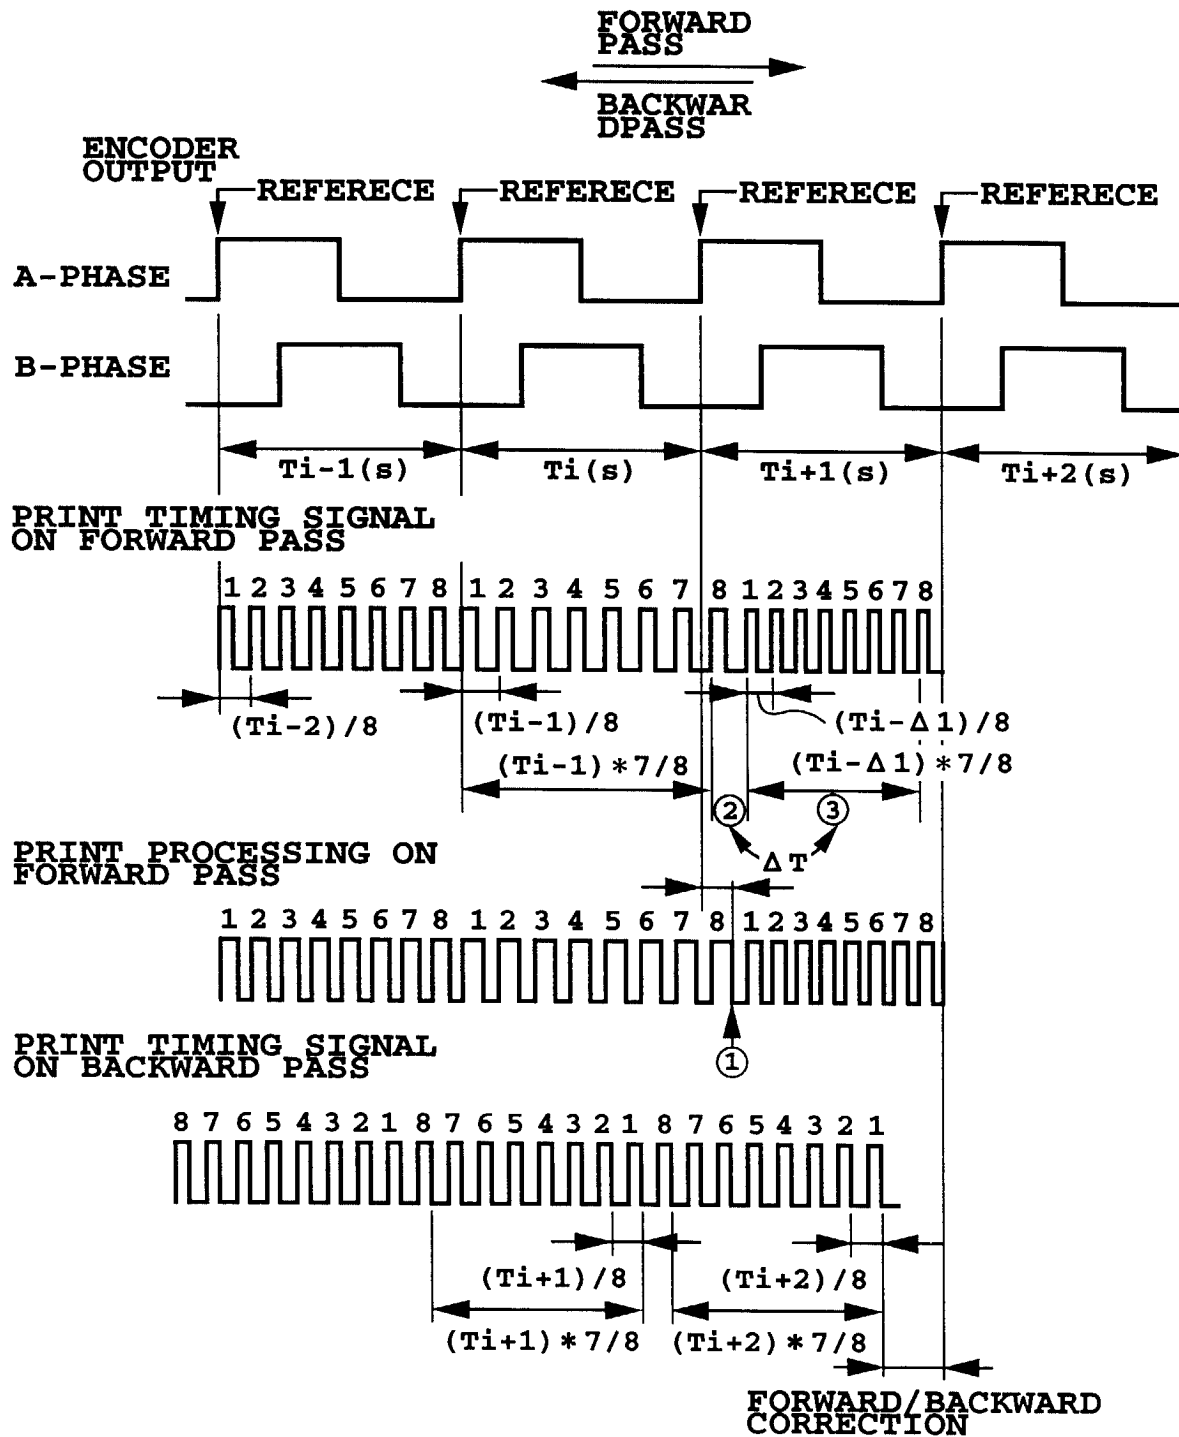 FORWARD
PASS
BACKWAR
DPASS
ENCODER
OUTPUT
REFERECE REFERECE REFERECE REFERECE
A-PHASE
B-PHASE
Ti-1(s) Ti(s) Ti+1(s) Ti+2(s)
PRINT TIMING SIGNAL
ON FORWARD PASS
1 2 3 4 5 6 7 8 1 2 3 4 5 6 7 8 1 2 3 4 5 6 7 8
(Ti-2)/8 (Ti-1)/8 (Ti-Δ1)/8
(Ti-1)*7/8 (Ti-Δ1)*7/8
② ③
ΔT
PRINT PROCESSING ON
FORWARD PASS
1 2 3 4 5 6 7 8 1 2 3 4 5 6 7 8 1 2 3 4 5 6 7 8
①
PRINT TIMING SIGNAL
ON BACKWARD PASS
8 7 6 5 4 3 2 1 8 7 6 5 4 3 2 1 8 7 6 5 4 3 2 1
(Ti+1)/8 (Ti+2)/8
(Ti+1)*7/8 (Ti+2)*7/8
FORWARD/BACKWARD
CORRECTION